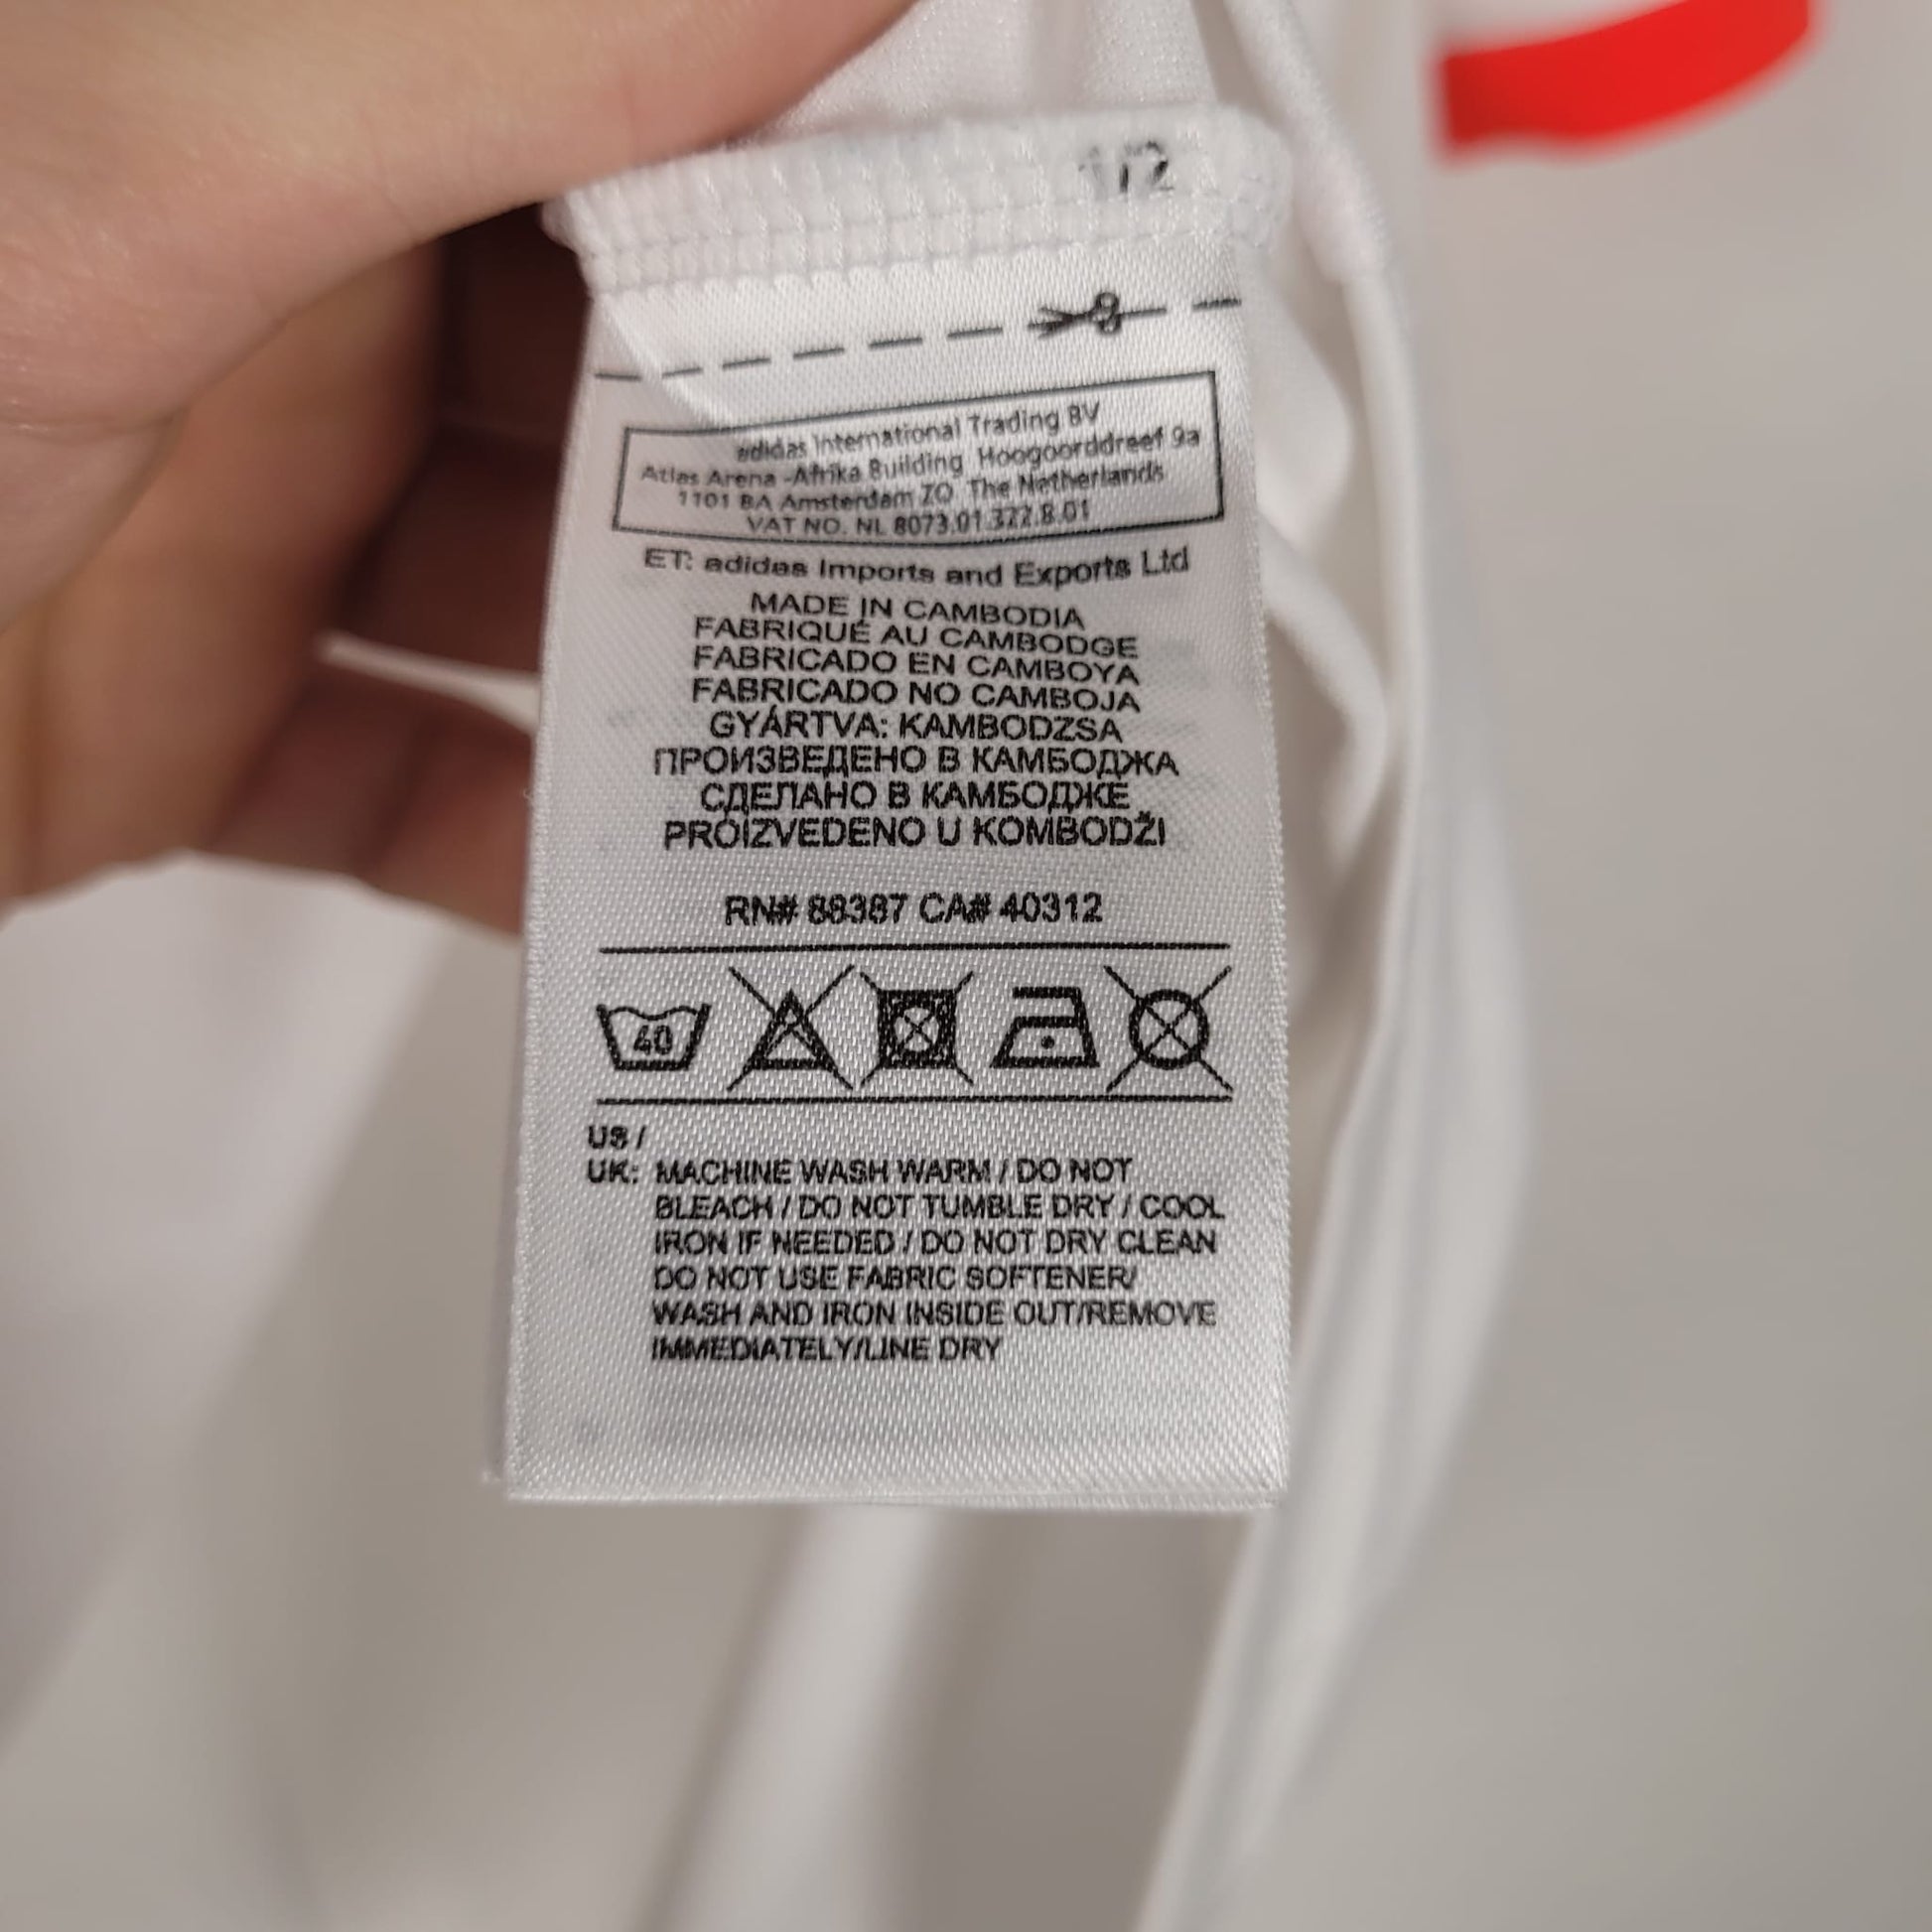 1/2
adidas International Trading BV
Atlas Arena -Afrika Building Hoogoorddreef 9a
1101 BA Amsterdam ZO The Netherlands
VAT NO. NL 8073.01.322.B.01
ET: adidas Imports and Exports Ltd
MADE IN CAMBODIA
FABRIQUÉ AU CAMBODGE
FABRICADO EN CAMBOYA
FABRICADO NO CAMBOJA
GYÁRTVA: KAMBODZSA
ПРОИЗВЕДЕНО В КАМБОДЖА
СДЕЛАНО В КАМБОДЖЕ
PROIZVEDENO U KOMBODŽI
RN# 88387 CA# 40312
40
US /
UK: MACHINE WASH WARM / DO NOT
BLEACH / DO NOT TUMBLE DRY / COOL
IRON IF NEEDED / DO NOT DRY CLEAN
DO NOT USE FABRIC SOFTENER/
WASH AND IRON INSIDE OUT/REMOVE
IMMEDIATELY/LINE DRY